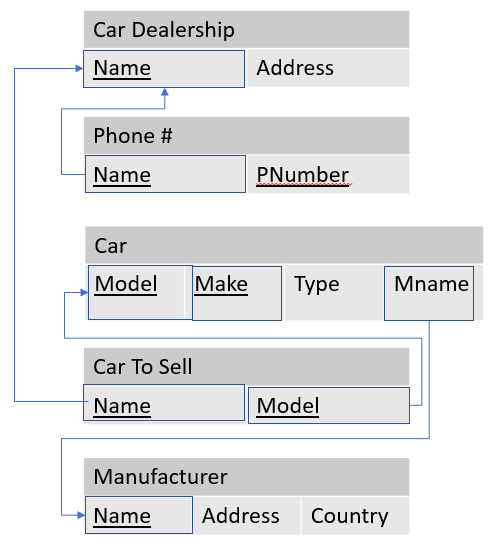 Car Dealership
Name Address
Phone #
Name PNumber
Car
Model Make Type Mname
Car To Sell
Name Model
Manufacturer
Name Address Country